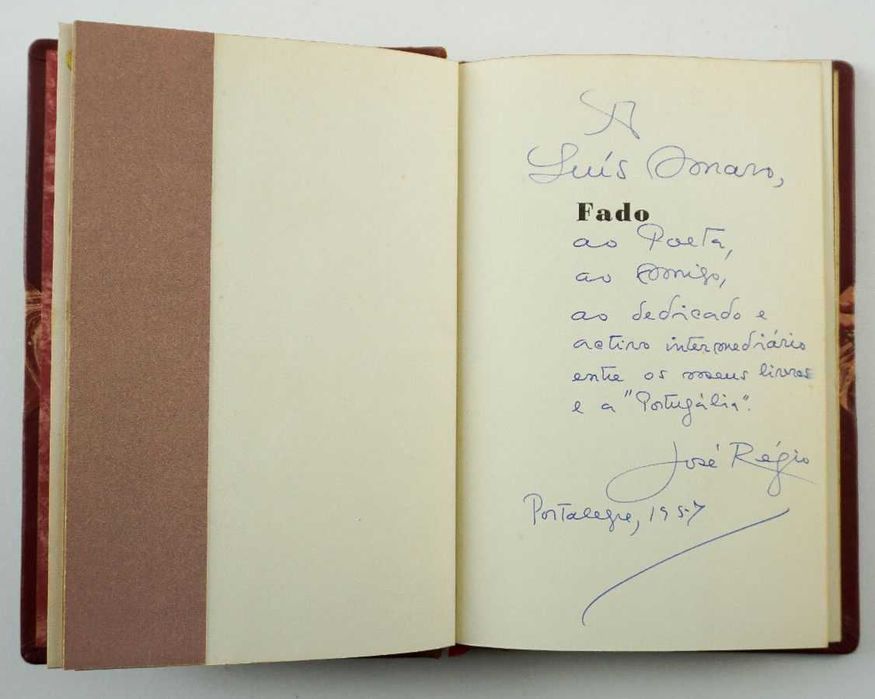 A
Luís Amaro,
Fado
ao Poeta,
ao Amigo,
ao dedicado e
activo intermediário
entre os meus livros
e a "Portugália".
José Régio
Portalegre, 1957